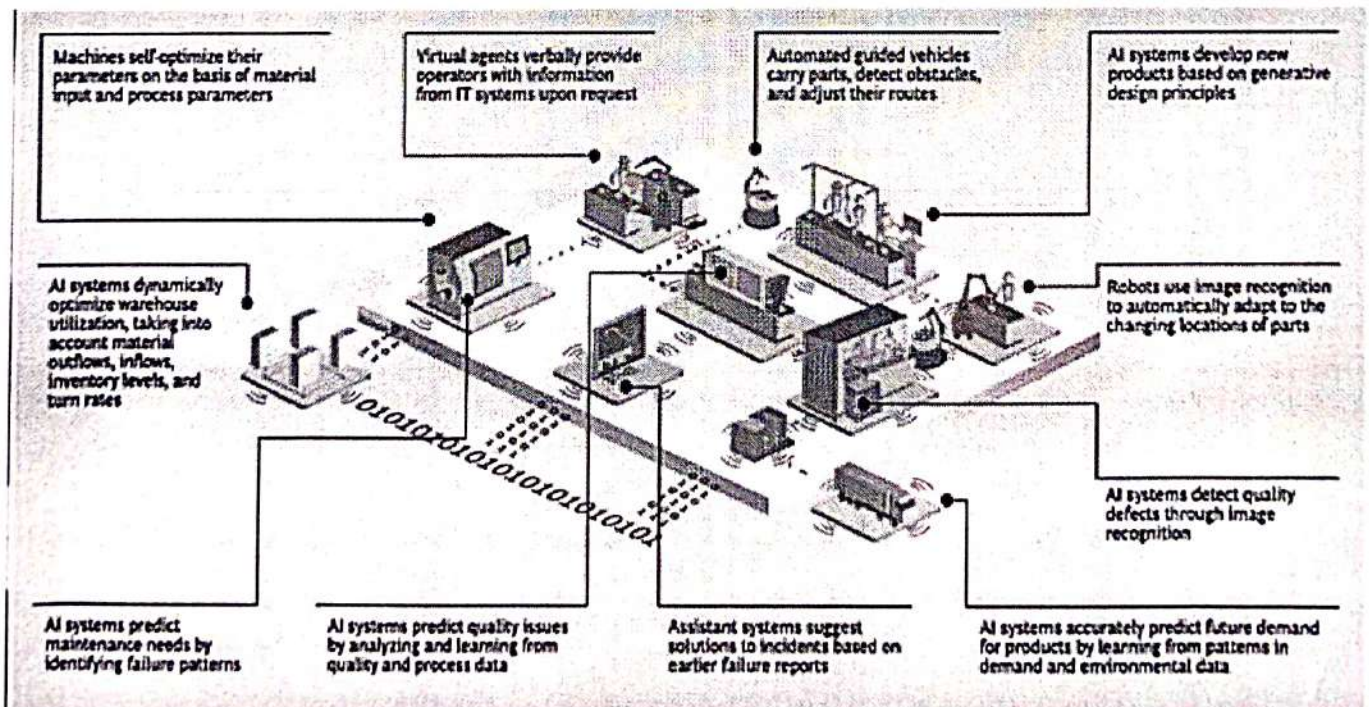 Machines self-optimize their
parameters on the basis of material
input and process parameters
Virtual agents verbally provide
operators with information
from IT systems upon request
Automated guided vehicles
carry parts, detect obstacles,
and adjust their routes
AI systems develop new
products based on generative
design principles
AI systems dynamically
optimize warehouse
utilization, taking into
account material
outflows, inflows,
inventory levels, and
turn rates
Robots use image recognition
to automatically adapt to the
changing locations of parts
010101010101010101010101
AI systems detect quality
defects through image
recognition
AI systems predict
maintenance needs by
identifying failure patterns
AI systems predict quality issues
by analyzing and learning from
quality and process data
Assistant systems suggest
solutions to incidents based on
earlier failure reports
AI systems accurately predict future demand
for products by learning from patterns in
demand and environmental data